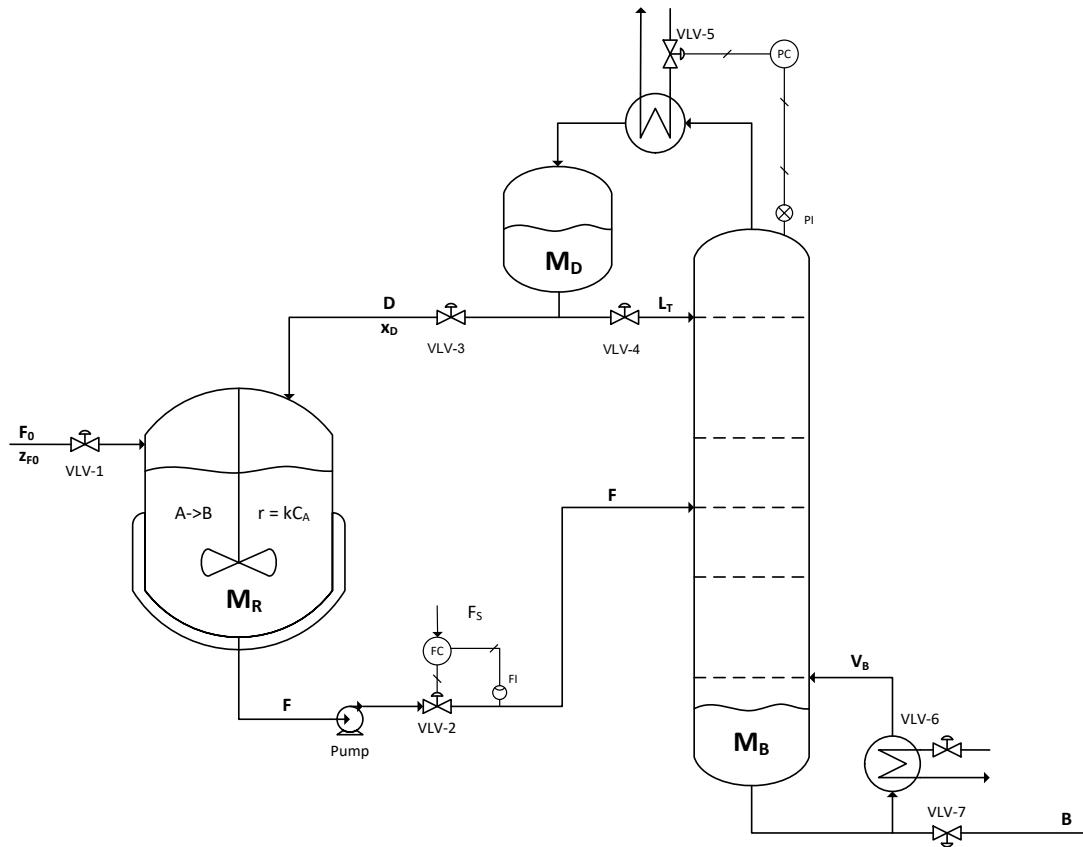 VLV-5
PC
PI
M_D
D
x_D
VLV-3
L_T
VLV-4
F_0
z_F0
VLV-1
A->B
r = kC_A
M_R
F
F_S
FC
FI
F
Pump
VLV-2
V_B
M_B
VLV-6
VLV-7
B